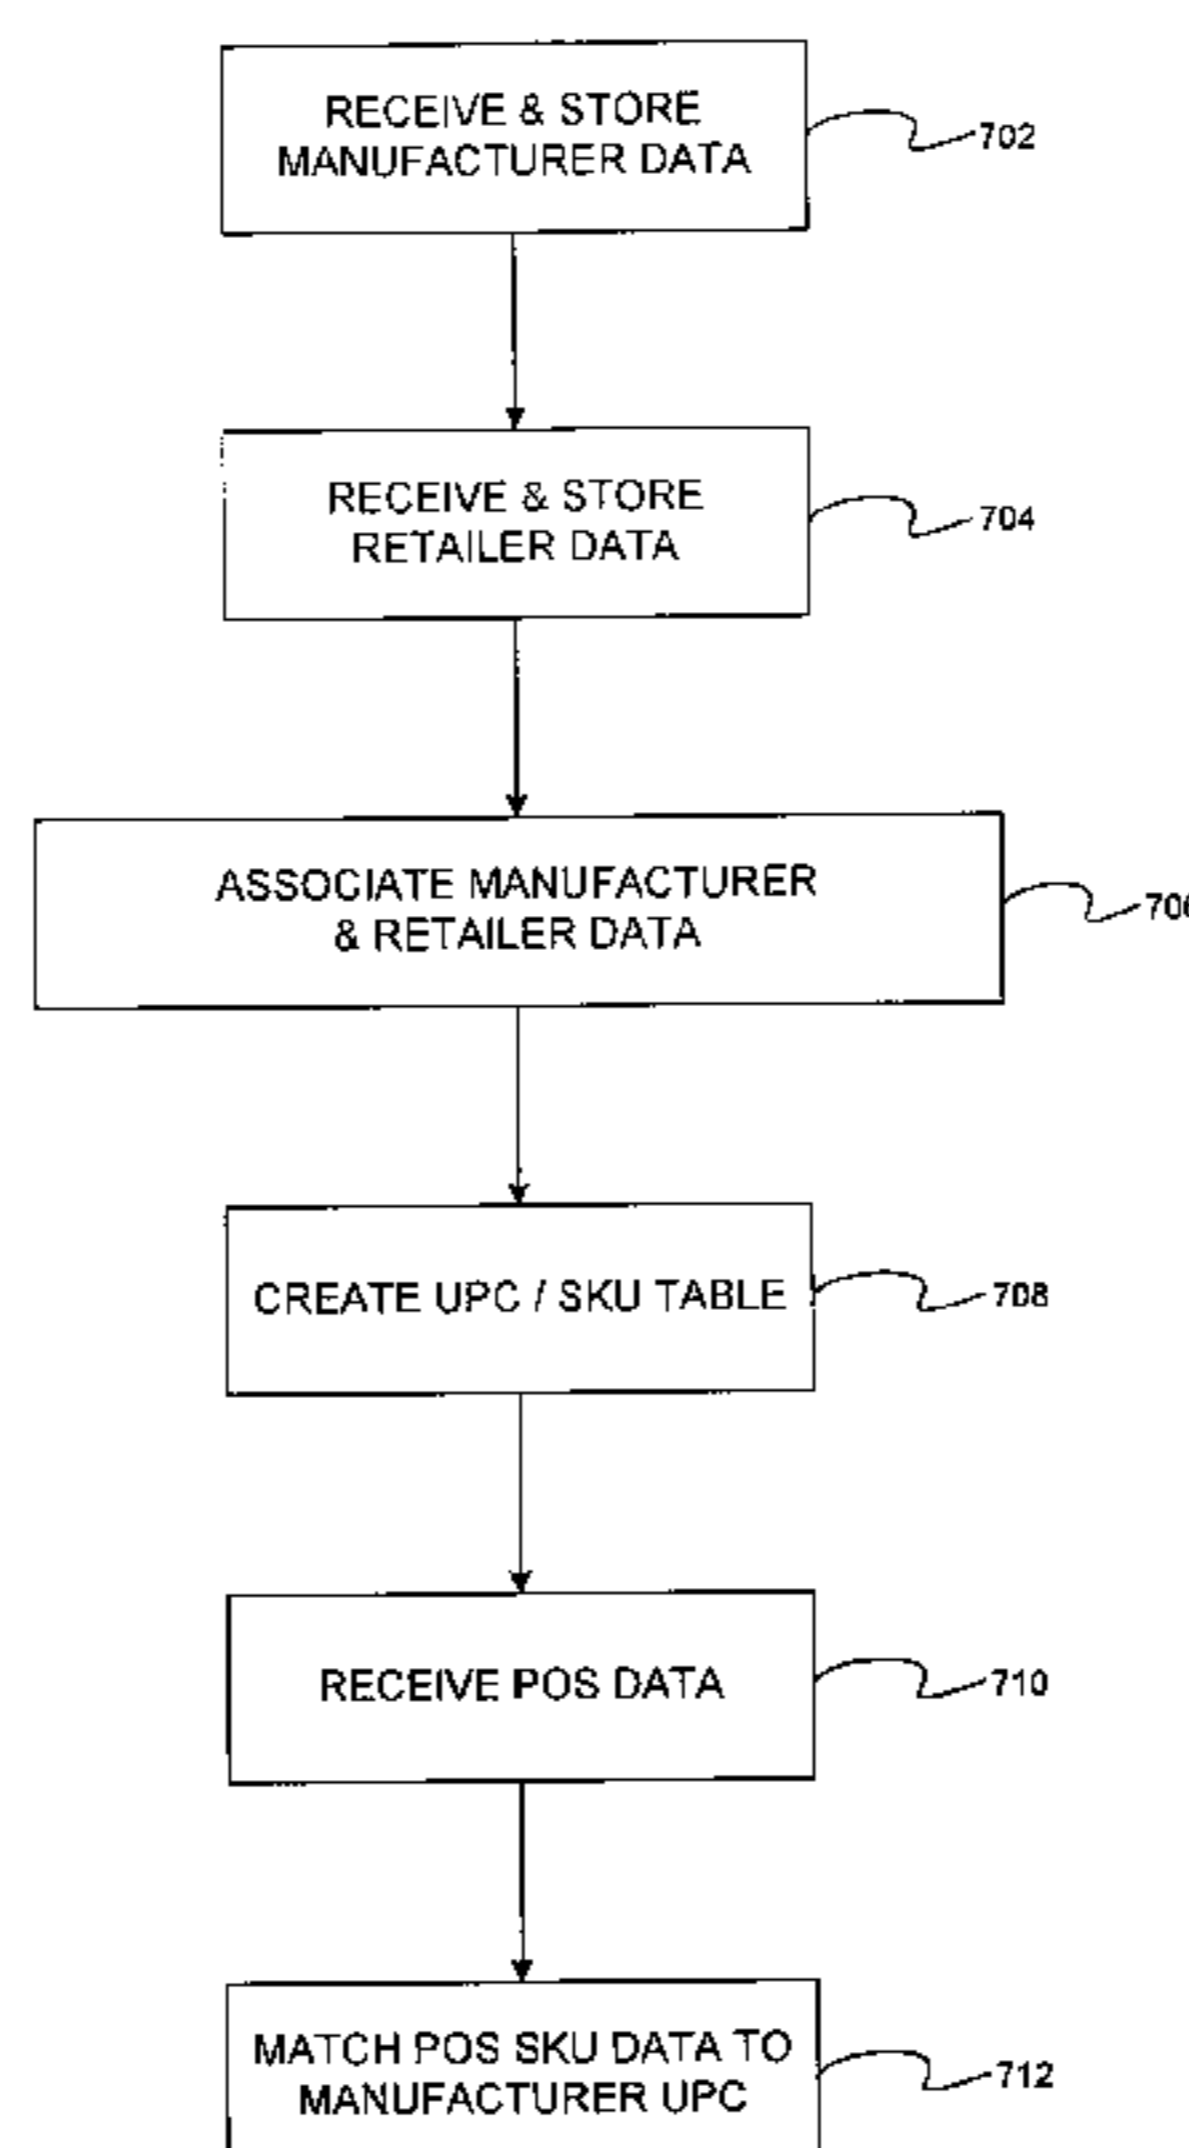 RECEIVE & STORE
MANUFACTURER DATA
702
RECEIVE & STORE
RETAILER DATA
704
ASSOCIATE MANUFACTURER
& RETAILER DATA
CREATE UPC / SKU TABLE
708
RECEIVE POS DATA
710
MATCH POS SKU DATA TO
MANUFACTURER UPC
712